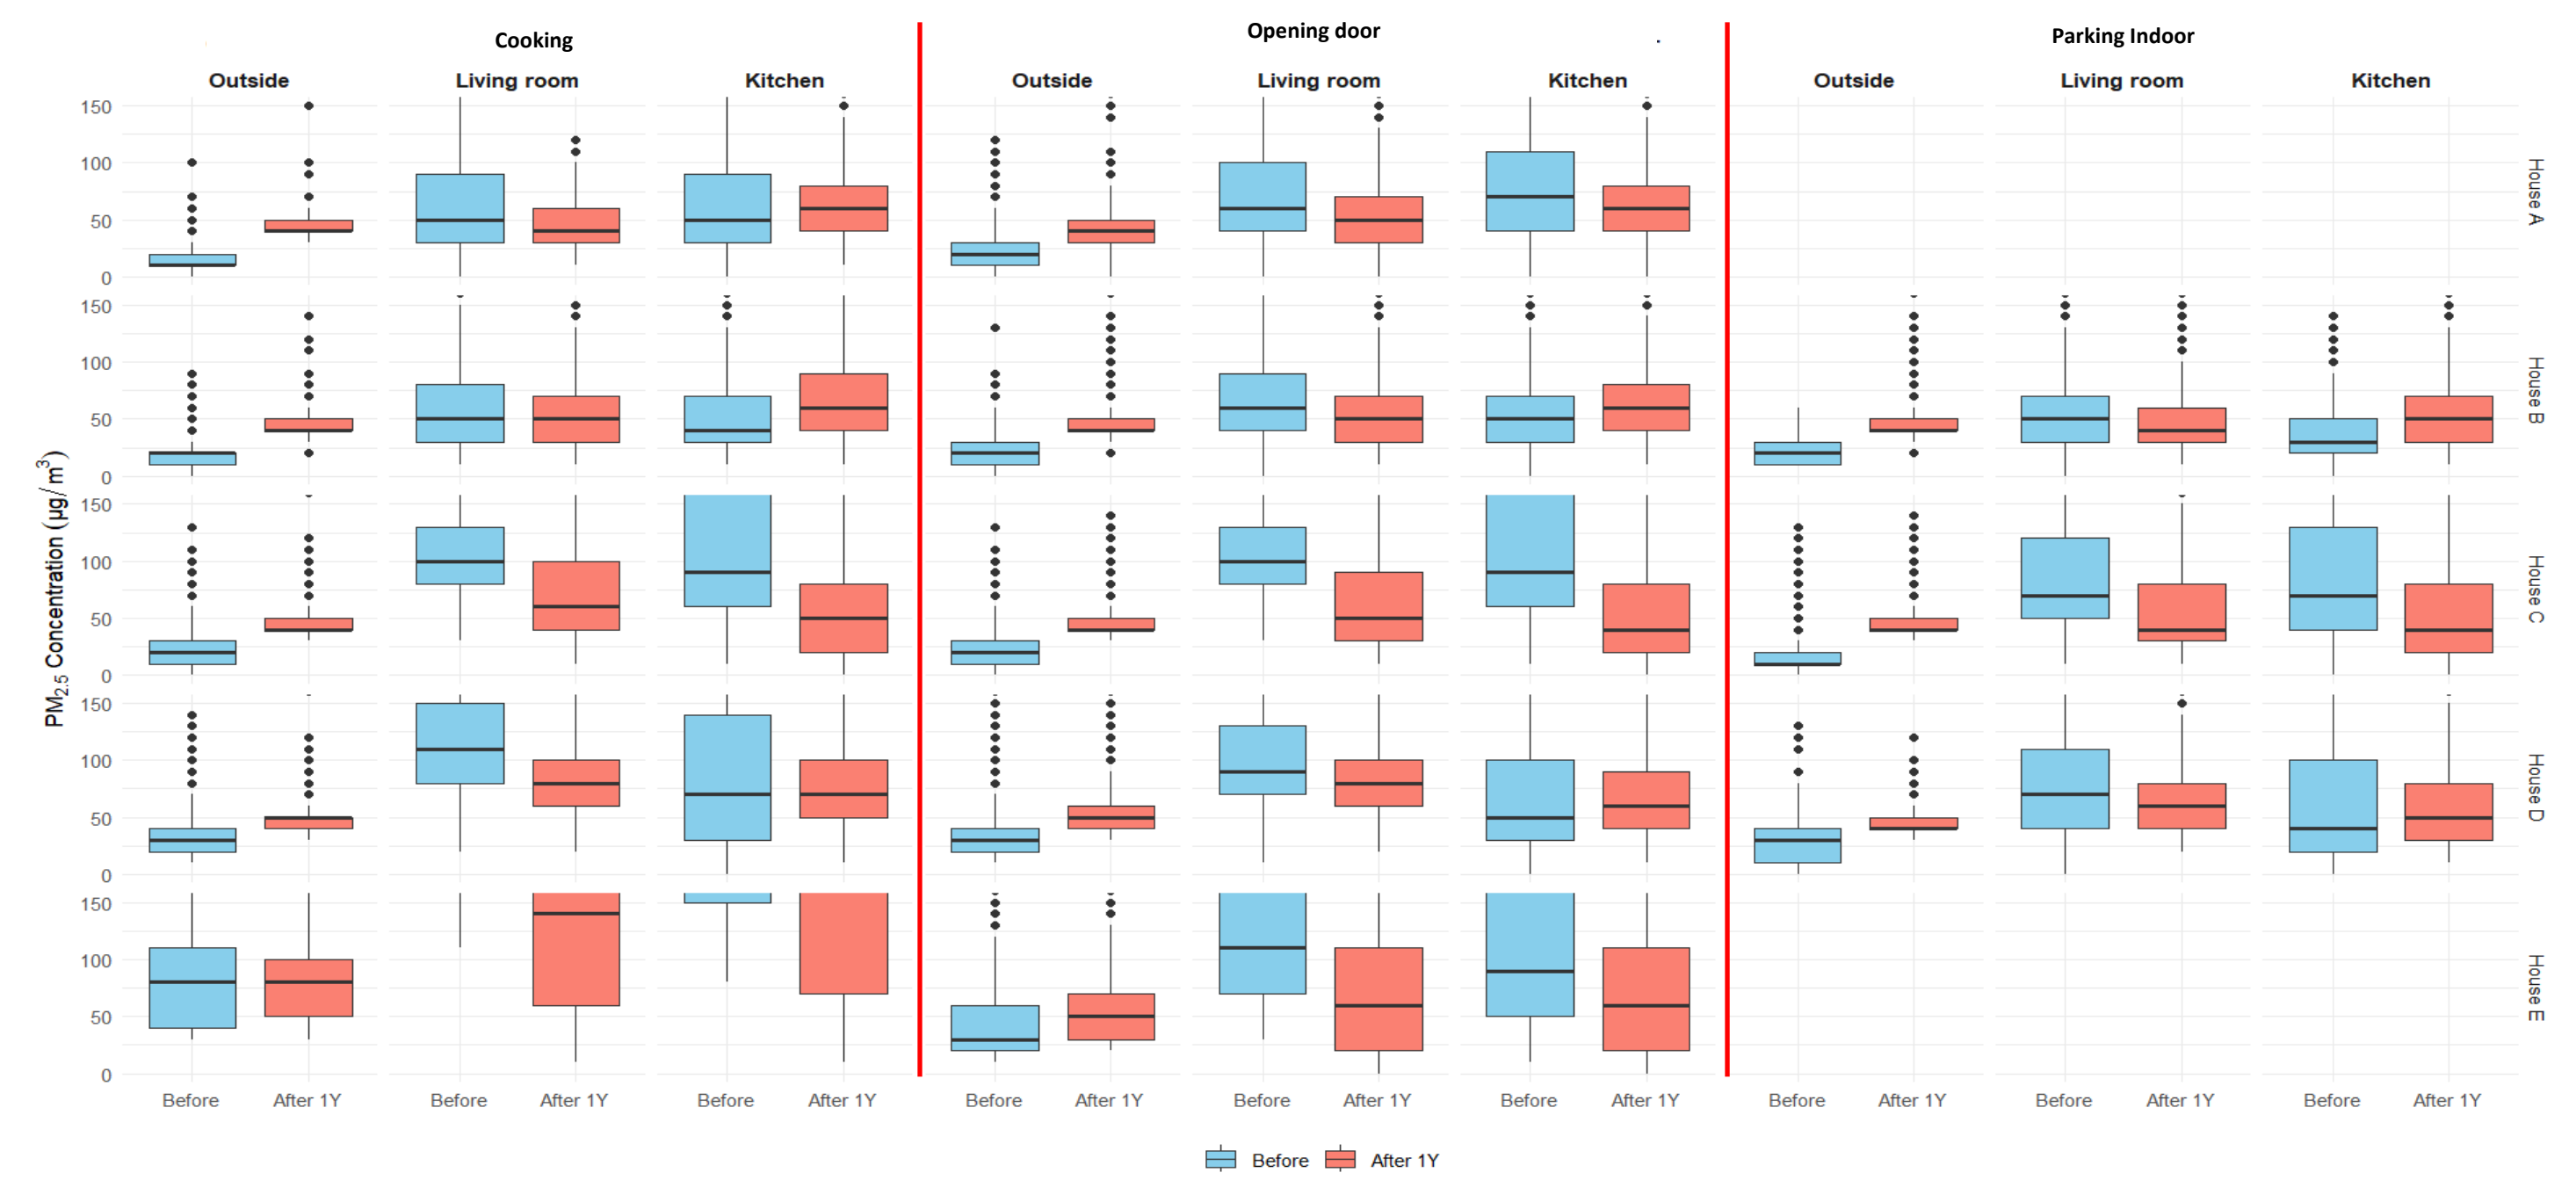 Cooking Opening door Parking Indoor
Outside Living room Kitchen Outside Living room Kitchen Outside Living room Kitchen
PM2.5 Concentration (µg/m³)
150
100
50
0
House A
150
100
50
0
House B
150
100
50
0
House C
150
100
50
0
House D
150
100
50
0
House E
Before After 1Y Before After 1Y Before After 1Y Before After 1Y Before After 1Y Before After 1Y Before After 1Y Before After 1Y Before After 1Y
Before After 1Y